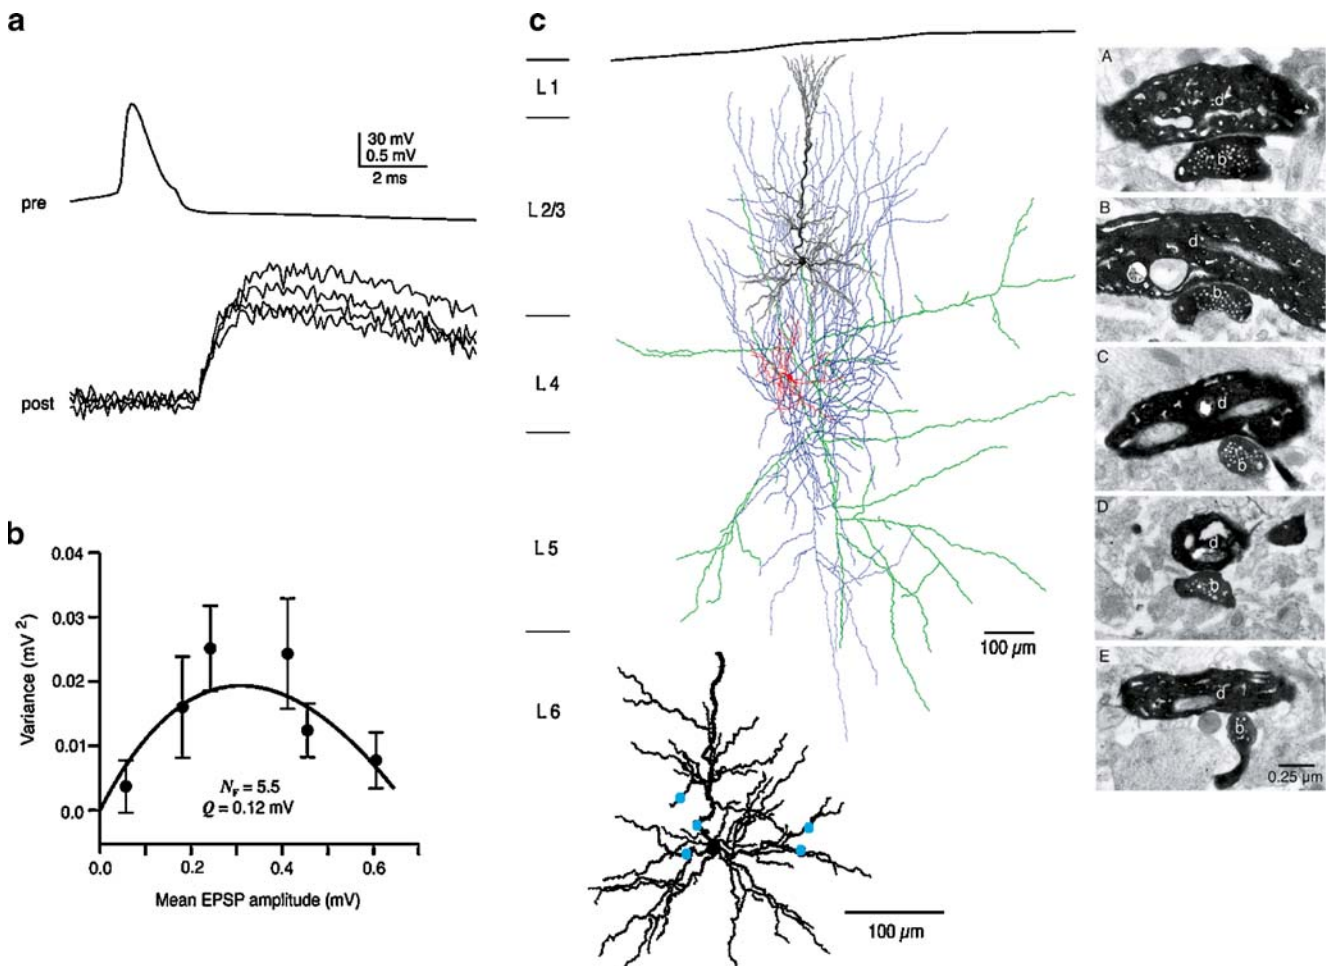 a
pre
30 mV
0.5 mV
2 ms
post
b
Variance (mV²)
0.04
0.03
0.02
0.01
0.0
N_F = 5.5
Q = 0.12 mV
0.0 0.2 0.4 0.6
Mean EPSP amplitude (mV)
c
L 1
L 2/3
L 4
L 5
L 6
100 µm
100 µm
A
d
b
B
d
b
C
d
b
D
d
b
E
d
b
0.25 µm